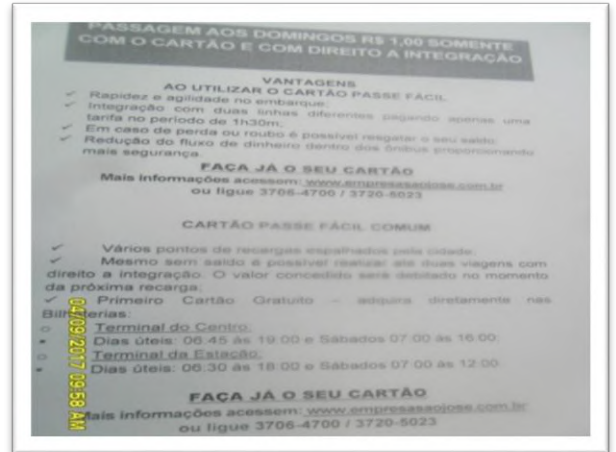 PASSAGEM AOS DOMINGOS R$ 1,00 SOMENTE
COM O CARTÃO E COM DIREITO A INTEGRAÇÃO
VANTAGENS
AO UTILIZAR O CARTÃO PASSE FÁCIL
✓ Rapidez e agilidade no embarque;
✓ Integração com duas linhas diferentes pagando apenas uma
tarifa no período de 1h30m;
✓ Em caso de perda ou roubo é possível resgatar o seu saldo;
✓ Redução do fluxo de dinheiro dentro dos ônibus proporcionando
mais segurança.
FAÇA JÁ O SEU CARTÃO
Mais informações acessem: www.empresasaojose.com.br
ou ligue 3706-4700 / 3720-5023
CARTÃO PASSE FÁCIL COMUM
✓ Vários pontos de recargas espalhados pela cidade;
✓ Mesmo sem saldo é possível realizar até duas viagens com
direito a integração. O valor concedido será debitado no momento
da próxima recarga;
✓ Primeiro Cartão Gratuito – adquira diretamente nas
Bilheterias:
○ Terminal do Centro:
• Dias úteis: 06:45 às 19:00 e Sábados 07:00 às 16:00
○ Terminal da Estação:
• Dias úteis: 06:30 às 18:00 e Sábados 07:00 às 12:00
FAÇA JÁ O SEU CARTÃO
Mais informações acessem: www.empresasaojose.com.br
ou ligue 3706-4700 / 3720-5023
04/09/2017 09:58 AM